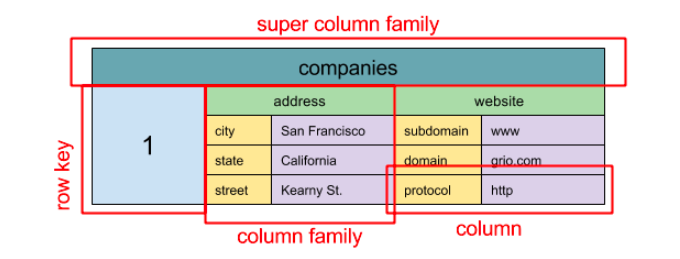 super column family
companies
address website
row key
1
city San Francisco subdomain www
state California domain grio.com
street Kearny St. protocol http
column family
column